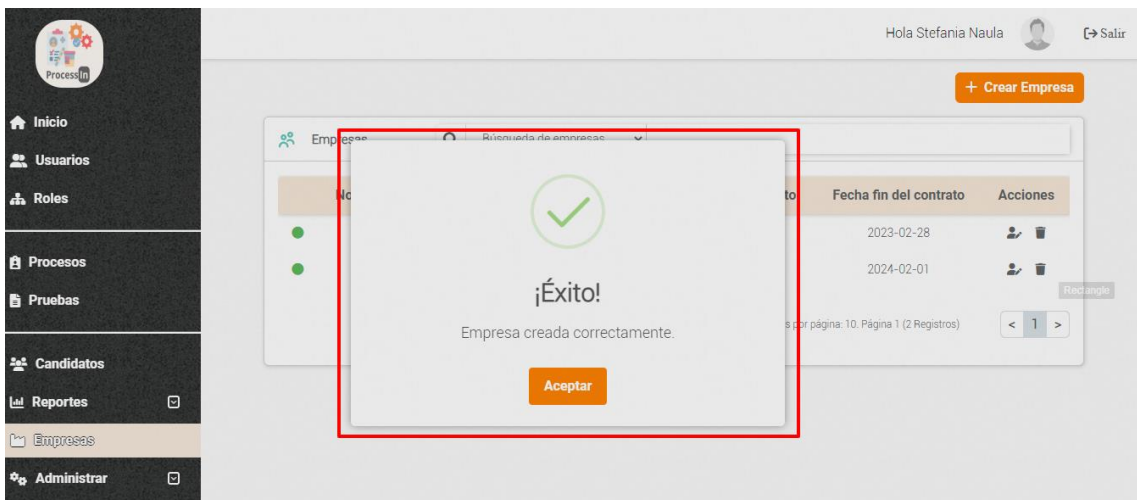 Hola Stefania Naula
Salir
ProcessIn
+ Crear Empresa
Inicio
Usuarios
Roles
Procesos
Pruebas
Candidatos
Reportes
Empresas
Administrar
Empresas
Búsqueda de empresas
Fecha fin del contrato
Acciones
2023-02-28
2024-02-01
Rectangle
por página: 10. Página 1 (2 Registros)
< 1 >
¡Éxito!
Empresa creada correctamente.
Aceptar